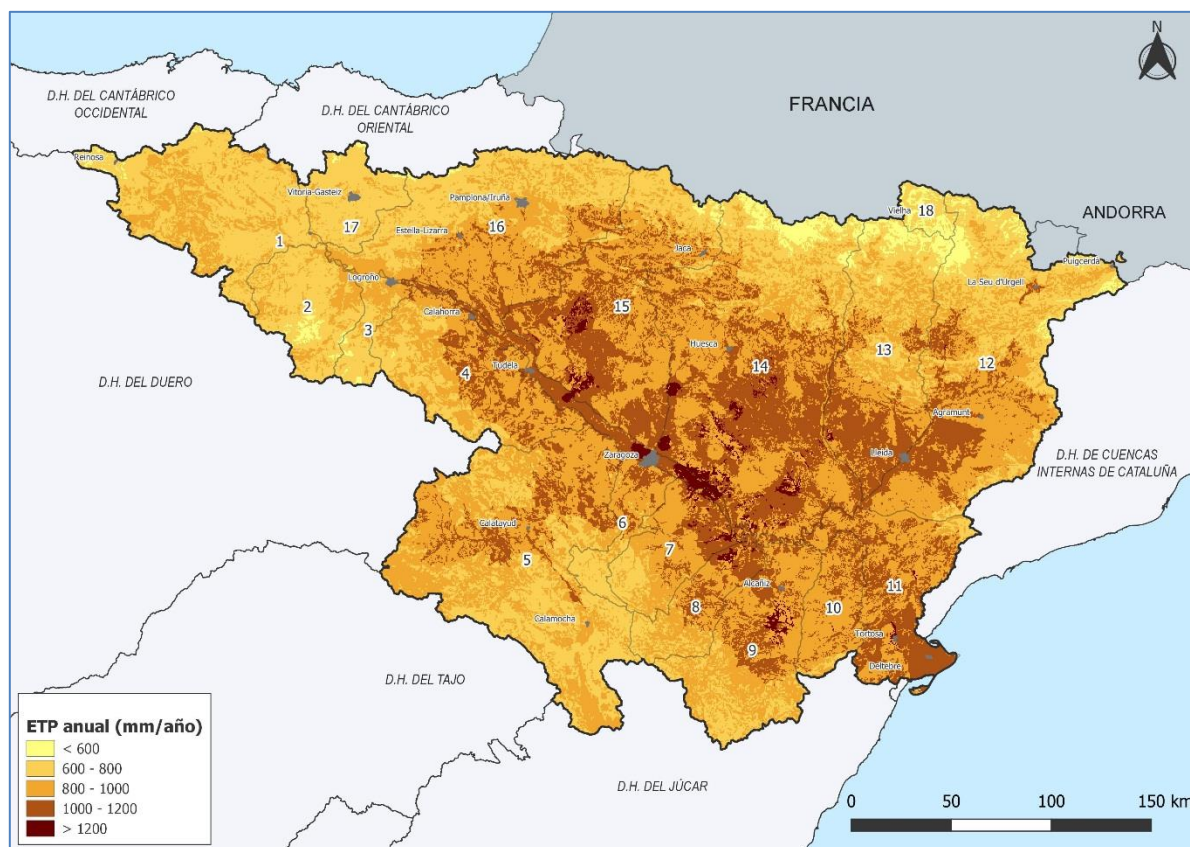 N
D.H. DEL CANTÁBRICO
OCCIDENTAL
D.H. DEL CANTÁBRICO
ORIENTAL
FRANCIA
ANDORRA
Reinosa
Vitoria-Gasteiz
Pamplona/Iruña
Vielha
18
17
16
Estella-Lizarra
1
Jaca
Puigcerda
La Seu d'Urgell
Logroño
2
3
Calahorra
15
Huesca
13
12
4
Tudela
14
D.H. DEL DUERO
Agramunt
Zaragoza
Lleida
D.H. DE CUENCAS
INTERNAS DE CATALUÑA
Calatayud
6
5
7
Alcañiz
11
8
10
Calamocha
9
Tortosa
Deltebre
D.H. DEL TAJO
D.H. DEL JÚCAR
ETP anual (mm/año)
< 600
600 - 800
800 - 1000
1000 - 1200
> 1200
0 50 100 150 km